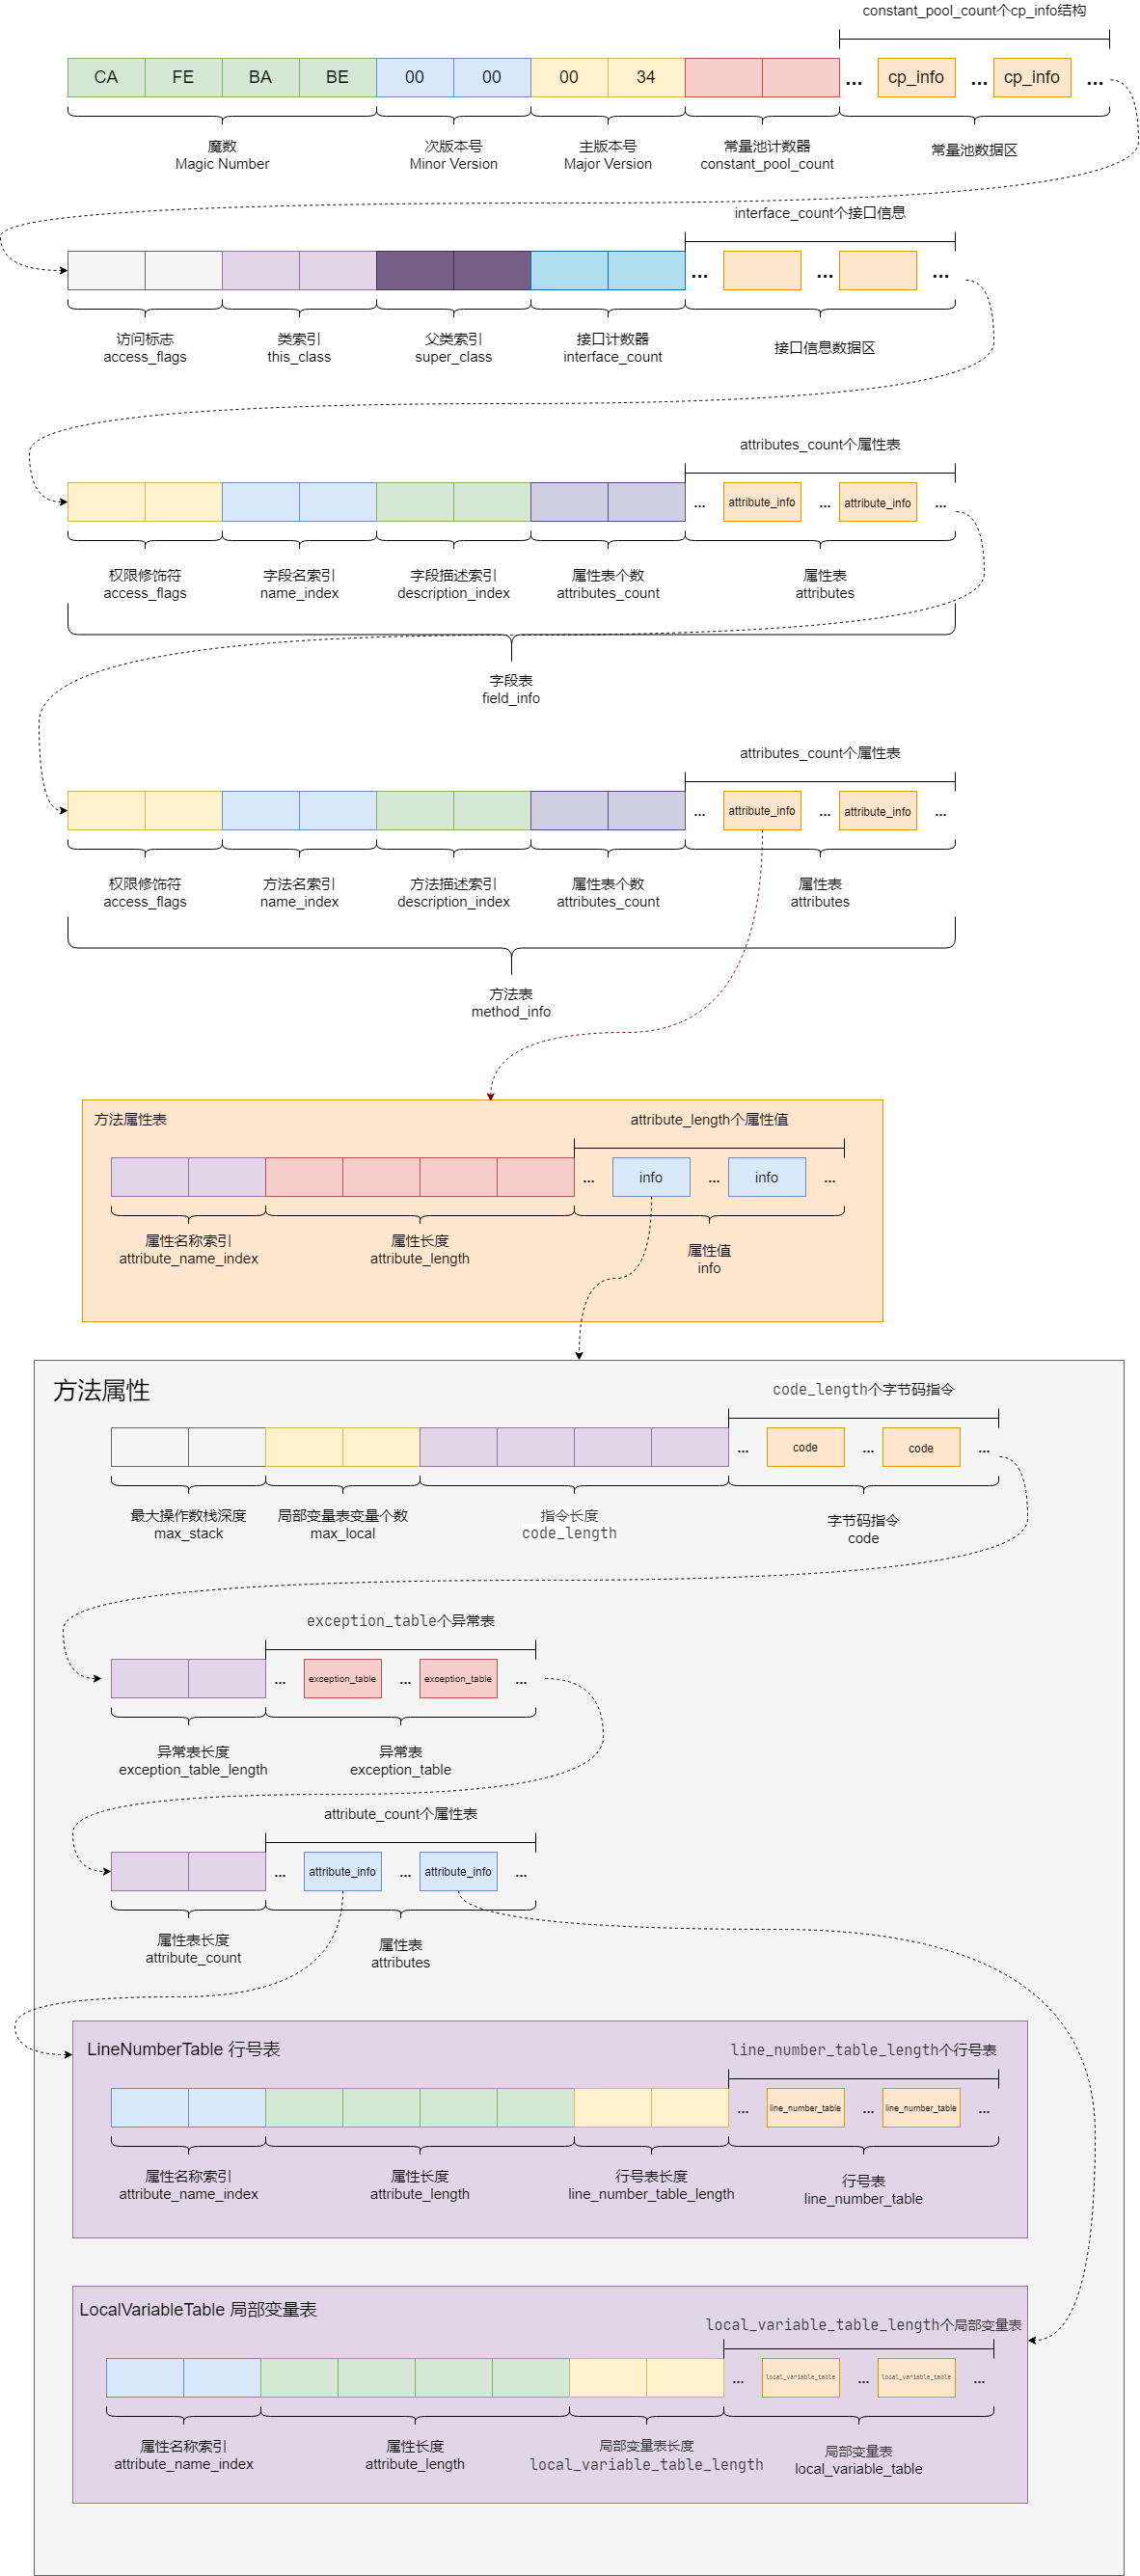 constant_pool_count个cp_info结构
CA FE BA BE 00 00 00 34 ... cp_info ... cp_info ...
魔数 次版本号 主版本号 常量池计数器 常量池数据区
Magic Number Minor Version Major Version constant_pool_count
interface_count个接口信息
... ... ...
访问标志 类索引 父类索引 接口计数器 接口信息数据区
access_flags this_class super_class interface_count
attributes_count个属性表
... attribute_info ... attribute_info ...
权限修饰符 字段名索引 字段描述索引 属性表个数 属性表
access_flags name_index description_index attributes_count attributes
字段表
field_info
attributes_count个属性表
... attribute_info ... attribute_info ...
权限修饰符 方法名索引 方法描述索引 属性表个数 属性表
access_flags name_index description_index attributes_count attributes
方法表
method_info
方法属性表 attribute_length个属性值
... info ... info ...
属性名称索引 属性长度 属性值
attribute_name_index attribute_length info
方法属性 code_length个字节码指令
... code ... code ...
最大操作数栈深度 局部变量表变量个数 指令长度 字节码指令
max_stack max_local code_length code
exception_table个异常表
... exception_table ... exception_table ...
异常表长度 异常表
exception_table_length exception_table
attribute_count个属性表
... attribute_info ... attribute_info ...
属性表长度 属性表
attribute_count attributes
LineNumberTable 行号表 line_number_table_length个行号表
... line_number_table ... line_number_table ...
属性名称索引 属性长度 行号表长度 行号表
attribute_name_index attribute_length line_number_table_length line_number_table
LocalVariableTable 局部变量表
local_variable_table_length个局部变量表
... local_variable_table ... local_variable_table ...
属性名称索引 属性长度 局部变量表长度 局部变量表
attribute_name_index attribute_length local_variable_table_length local_variable_table